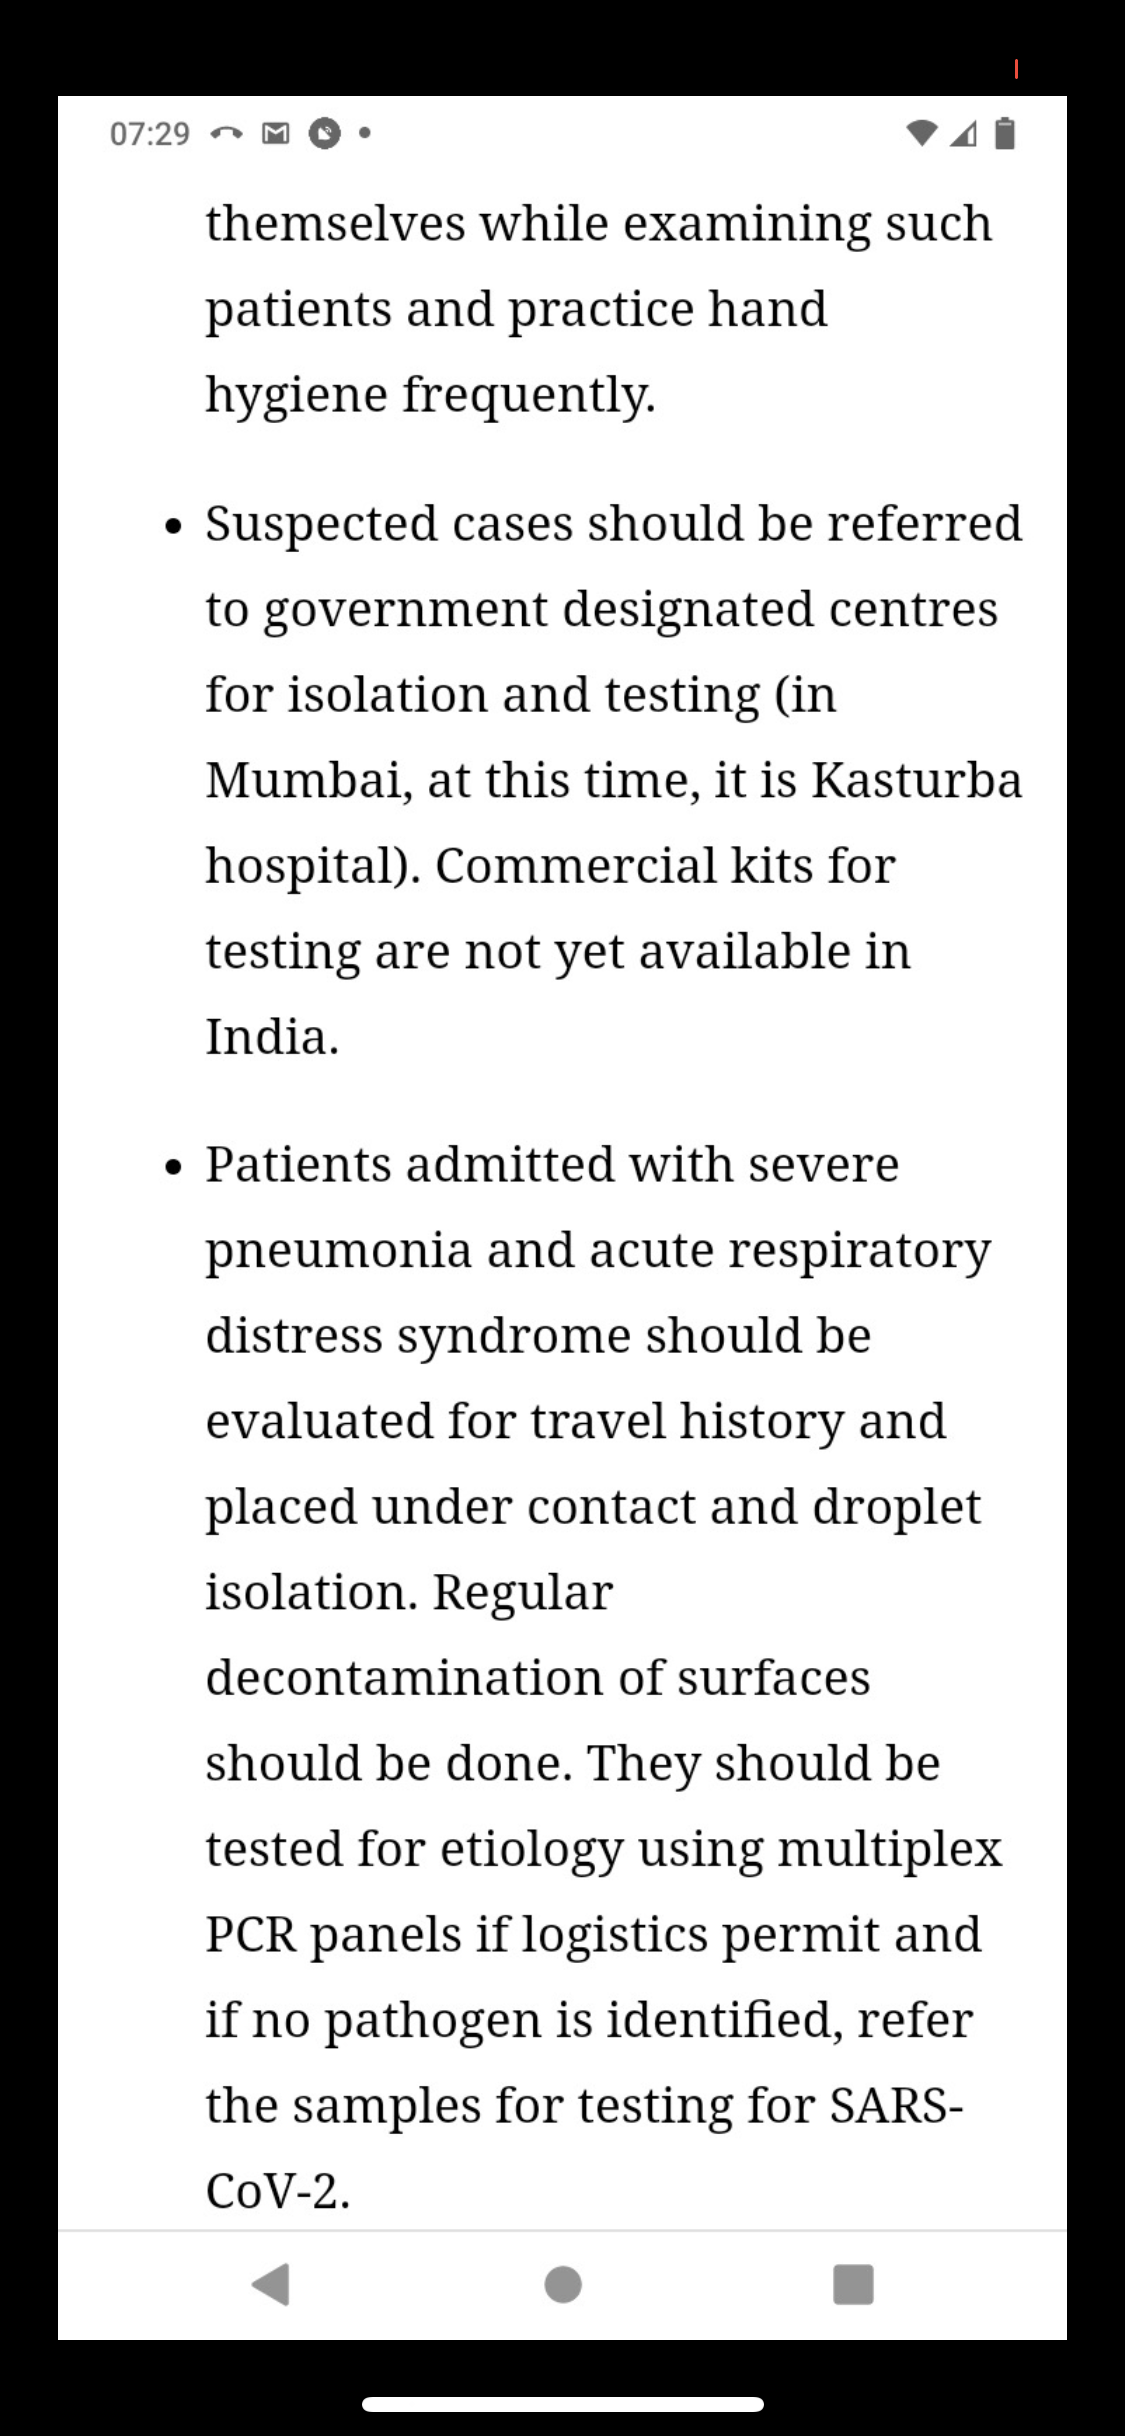 07:29
themselves while examining such
patients and practice hand
hygiene frequently.
• Suspected cases should be referred
to government designated centres
for isolation and testing (in
Mumbai, at this time, it is Kasturba
hospital). Commercial kits for
testing are not yet available in
India.
• Patients admitted with severe
pneumonia and acute respiratory
distress syndrome should be
evaluated for travel history and
placed under contact and droplet
isolation. Regular
decontamination of surfaces
should be done. They should be
tested for etiology using multiplex
PCR panels if logistics permit and
if no pathogen is identified, refer
the samples for testing for SARS-
CoV-2.